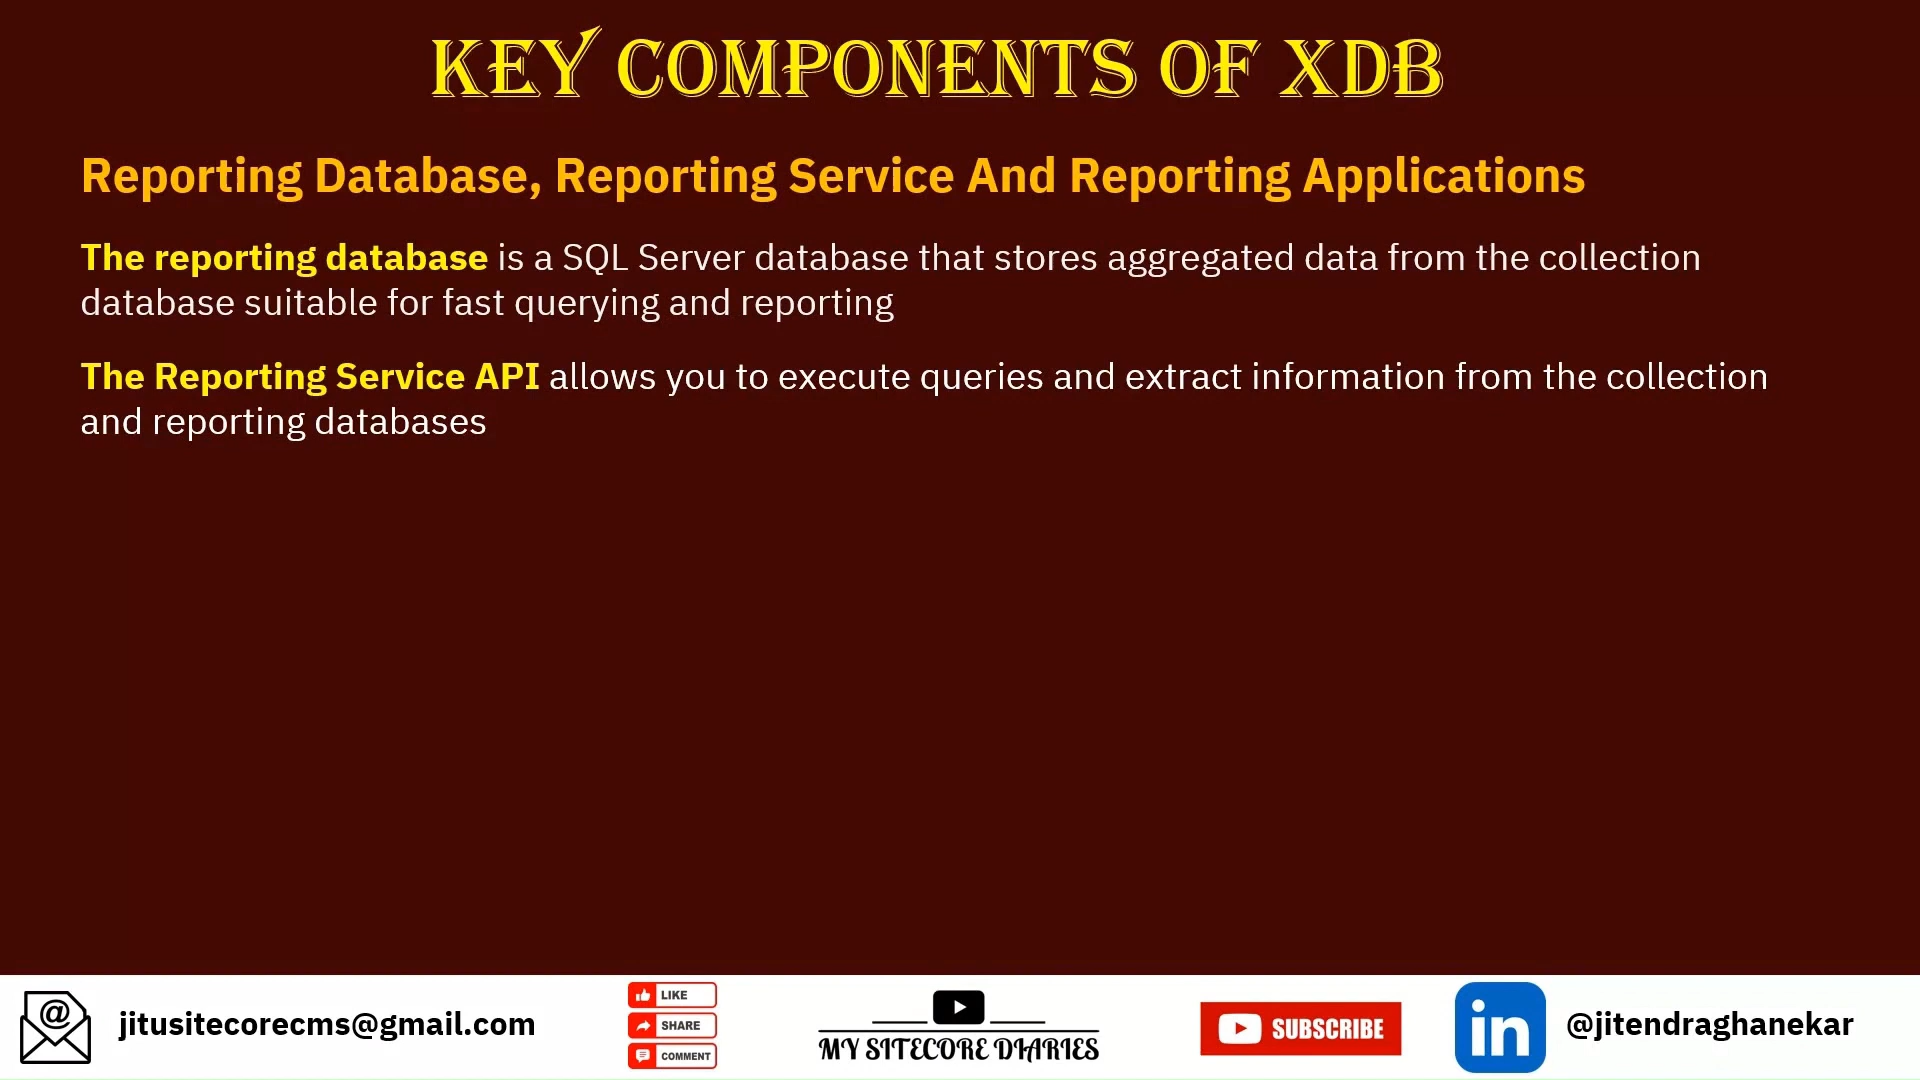 KEY COMPONENTS OF XDB
Reporting Database, Reporting Service And Reporting Applications
The reporting database is a SQL Server database that stores aggregated data from the collection
database suitable for fast querying and reporting
The Reporting Service API allows you to execute queries and extract information from the collection
and reporting databases
@
jitusitecorecms@gmail.com
LIKE
SHARE
COMMENT
MY SITECORE DIARIES
SUBSCRIBE
in
@jitendraghanekar